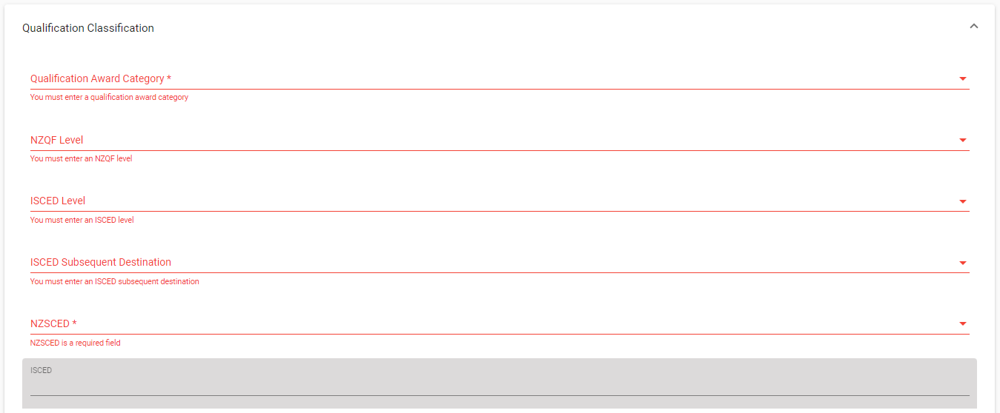 Qualification Classification
Qualification Award Category *
You must enter a qualification award category
NZQF Level
You must enter an NZQF level
ISCED Level
You must enter an ISCED level
ISCED Subsequent Destination
You must enter an ISCED subsequent destination
NZSCED *
NZSCED is a required field
ISCED